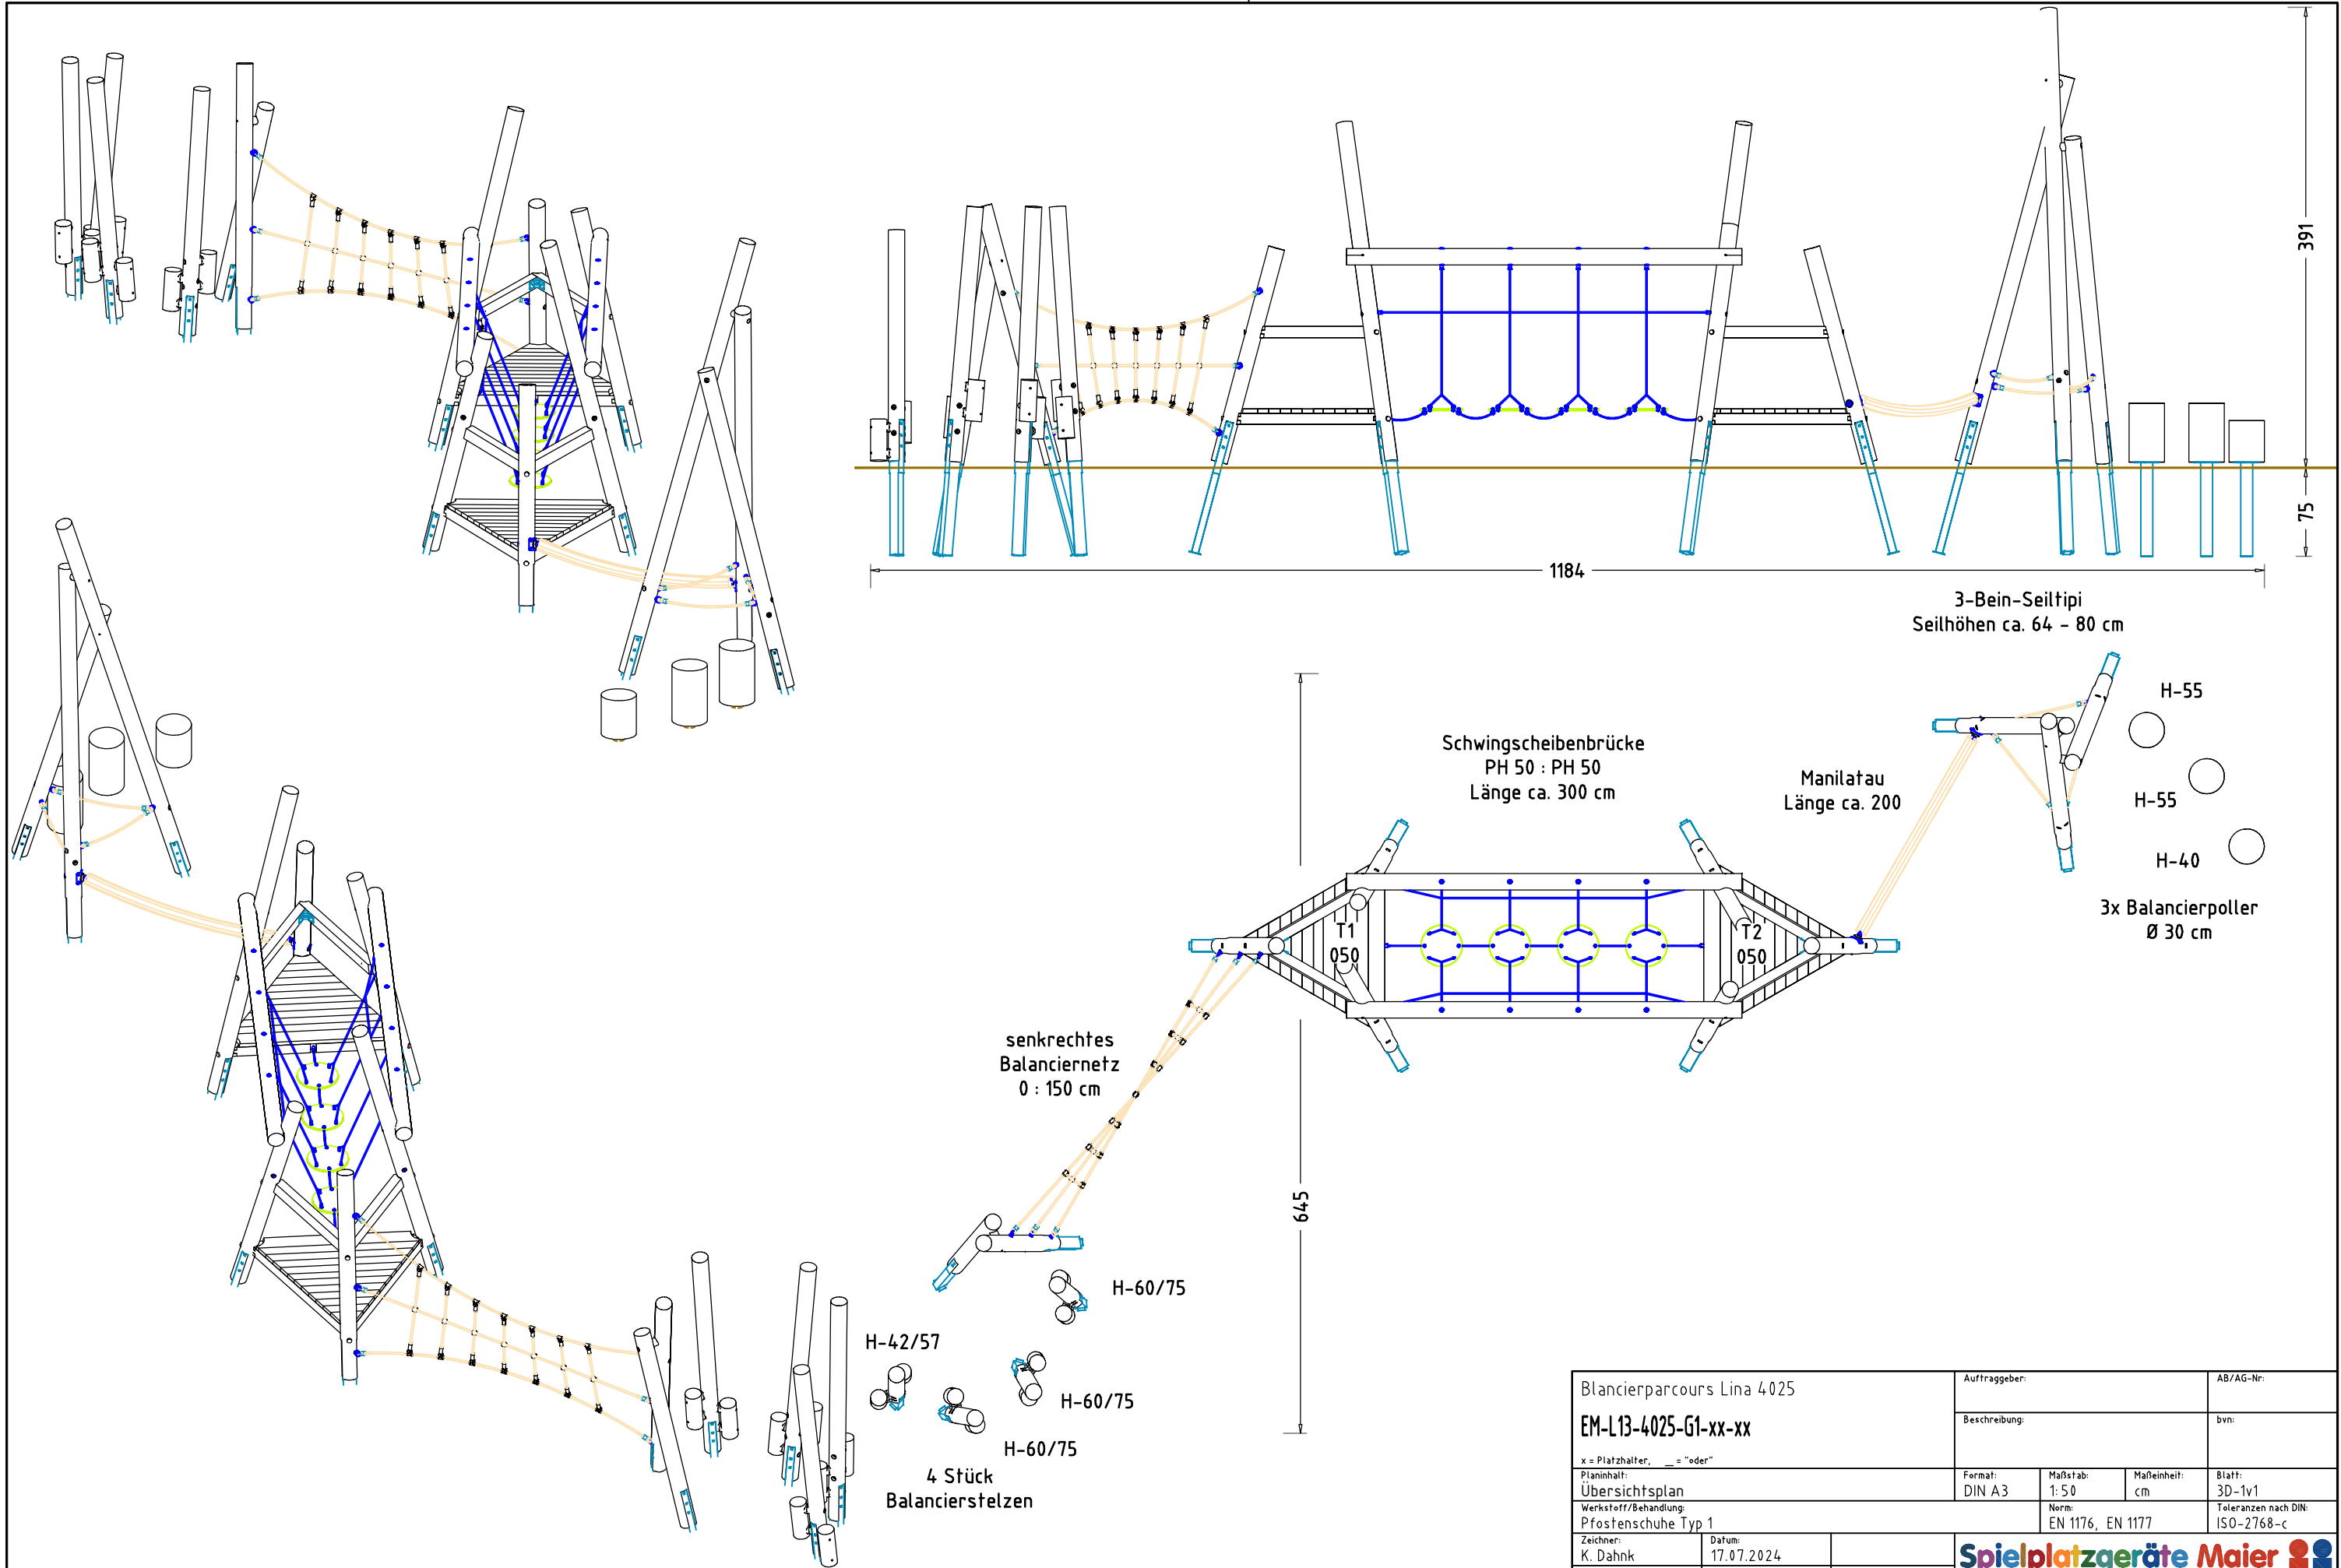 391
75
1184
3-Bein-Seiltipi
Seilhöhen ca. 64 - 80 cm
H-55
H-55
H-40
3x Balancierpoller
Ø 30 cm
Schwingscheibenbrücke
PH 50 : PH 50
Länge ca. 300 cm
Manilatau
Länge ca. 200
T1
050
T2
050
senkrechtes
Balanciernetz
0 : 150 cm
645
H-60/75
H-42/57
H-60/75
H-60/75
4 Stück
Balancierstelzen
Blancierparcours Lina 4025
EM-L13-4025-G1-xx-xx
x = Platzhalter, __ = "oder"
Auftraggeber:
AB/AG-Nr:
Beschreibung:
bvn:
Planinhalt:
Übersichtsplan
Format:
DIN A3
Maßstab:
1:50
Maßeinheit:
cm
Blatt:
3D-1v1
Werkstoff/Behandlung:
Pfostenschuhe Typ 1
Norm:
EN 1176, EN 1177
Toleranzen nach DIN:
ISO-2768-c
Zeichner:
K. Dahnk
Datum:
17.07.2024
Spielplatzgeräte Maier